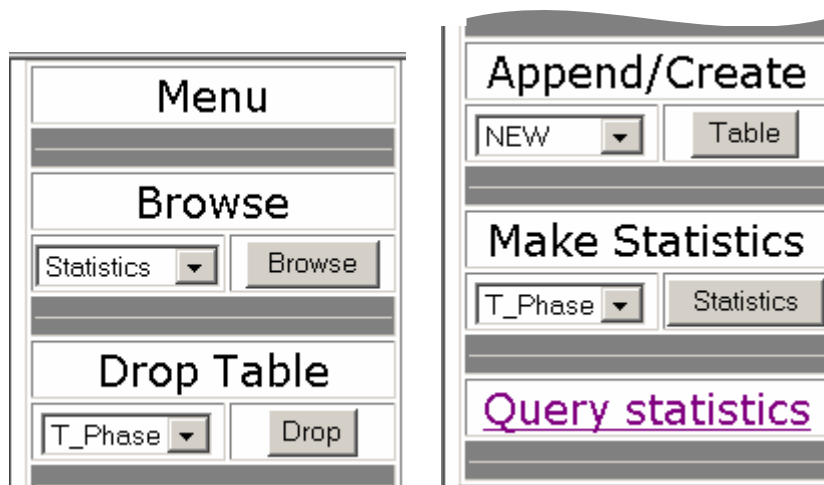 Menu
Browse
Statistics Browse
Drop Table
T_Phase Drop
Append/Create
NEW Table
Make Statistics
T_Phase Statistics
Query statistics